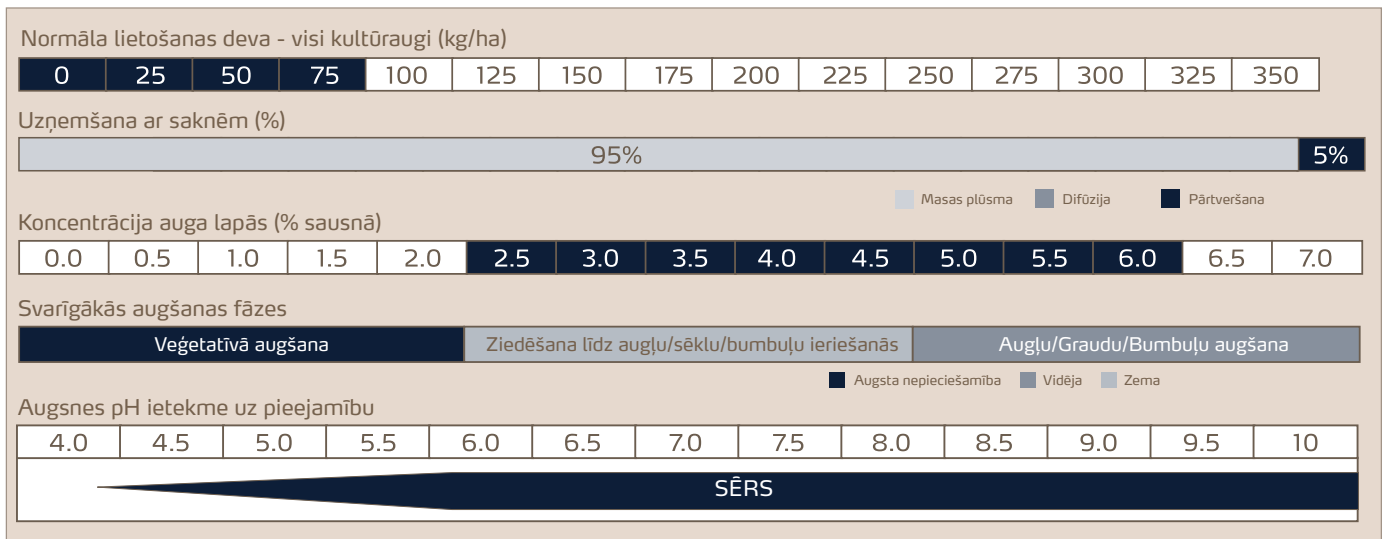 Normāla lietošanas deva - visi kultūraugi (kg/ha)
0 25 50 75 100 125 150 175 200 225 250 275 300 325 350
Uzņemšana ar saknēm (%)
95% 5%
Masas plūsma Difūzija Pārtveršana
Koncentrācija auga lapās (% sausnā)
0.0 0.5 1.0 1.5 2.0 2.5 3.0 3.5 4.0 4.5 5.0 5.5 6.0 6.5 7.0
Svarīgākās augšanas fāzes
Veģetatīvā augšana Ziedēšana līdz augļu/sēklu/bumbuļu ieriešanās Augļu/Graudu/Bumbuļu augšana
Augsta nepieciešamība Vidēja Zema
Augsnes pH ietekme uz pieejamību
4.0 4.5 5.0 5.5 6.0 6.5 7.0 7.5 8.0 8.5 9.0 9.5 10
SĒRS